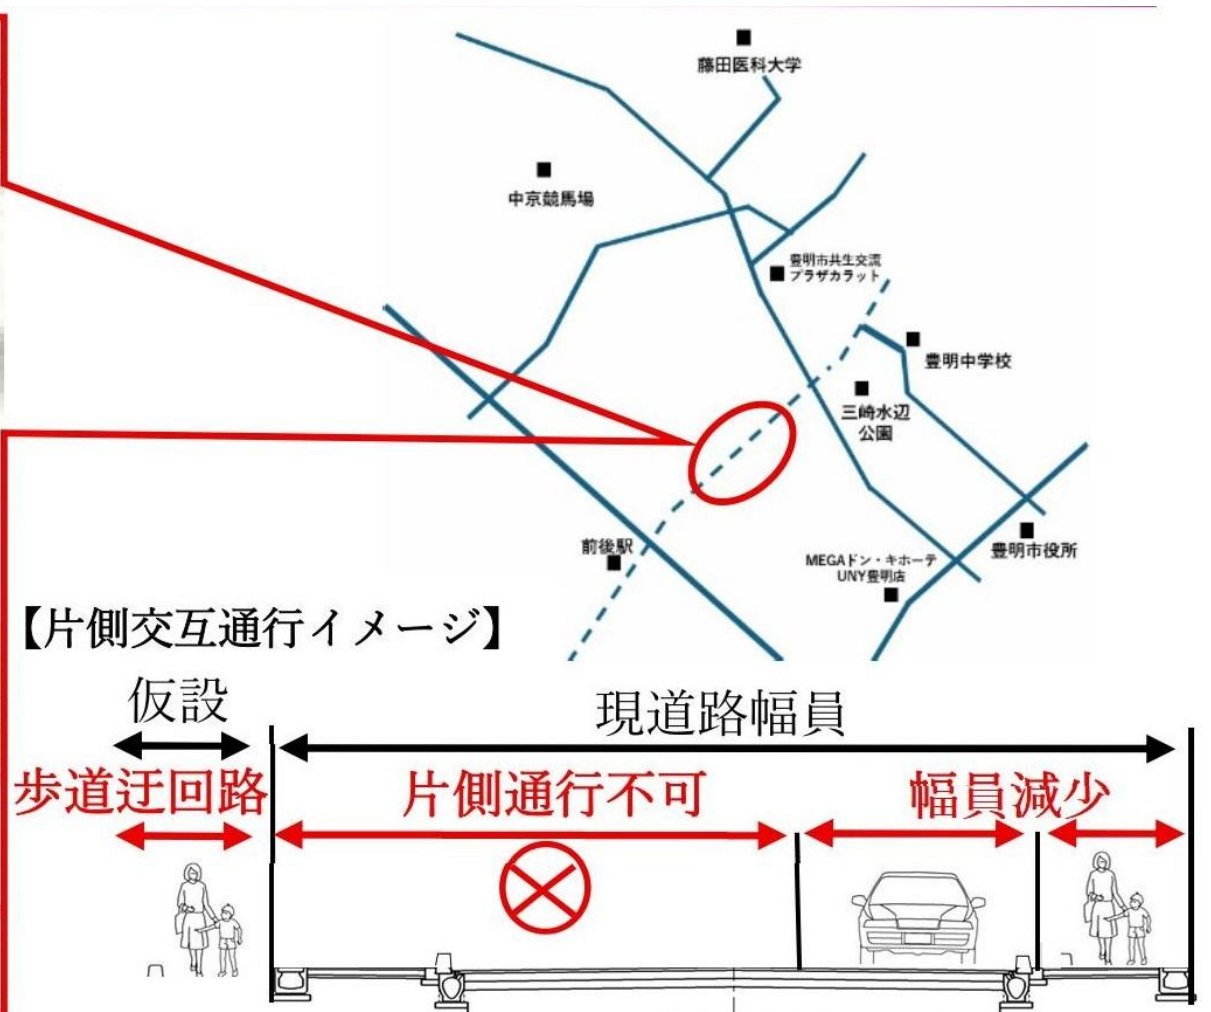 藤田医科大学
中京競馬場
豊明市共生交流
プラザカラット
豊明中学校
三崎水辺
公園
前後駅
MEGAドン・キホーテ
UNY豊明店
豊明市役所
【片側交互通行イメージ】
仮設
現道路幅員
歩道迂回路
片側通行不可
幅員減少